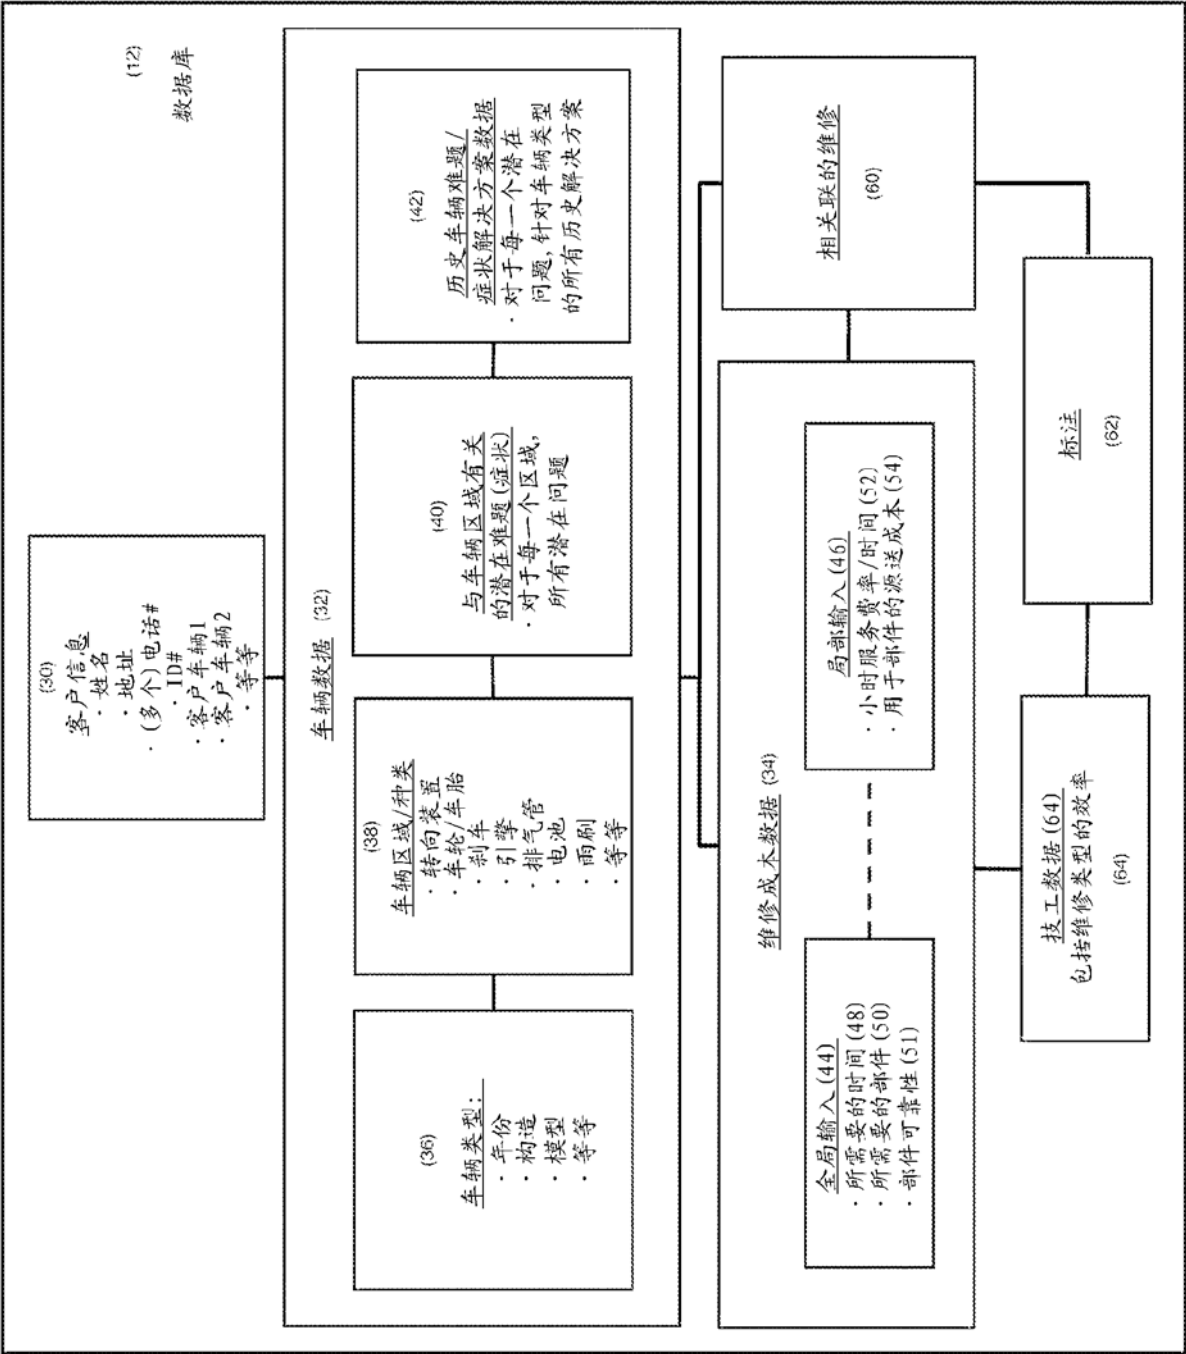 (12)
数据库
(30)
客户信息
· 姓名
· 地址
· (多个)电话#
· ID#
· 客户车辆1
· 客户车辆2
· 等等
车辆数据 (32)
(36)
车辆类型:
· 年份
· 构造
· 模型
· 等等
(38)
车辆区域/种类
· 转向装置
· 车轮/车胎
· 刹车
· 引擎
· 排气管
· 电池
· 雨刷
· 等等
(40)
与车辆区域有关
的潜在难题(症状)
· 对于每一个区域,
所有潜在问题
(42)
历史车辆难题/
症状解决方案数据
· 对于每一个潜在
问题,针对车辆类型
的所有历史解决方案
维修成本数据 (34)
全局输入(44)
· 所需要的时间(48)
· 所需要的部件(50)
· 部件可靠性(51)
局部输入(46)
· 小时服务费率/时间(52)
· 用于部件的源送成本(54)
相关联的维修
(60)
技工数据(64)
包括维修类型的效率
(64)
标注
(62)